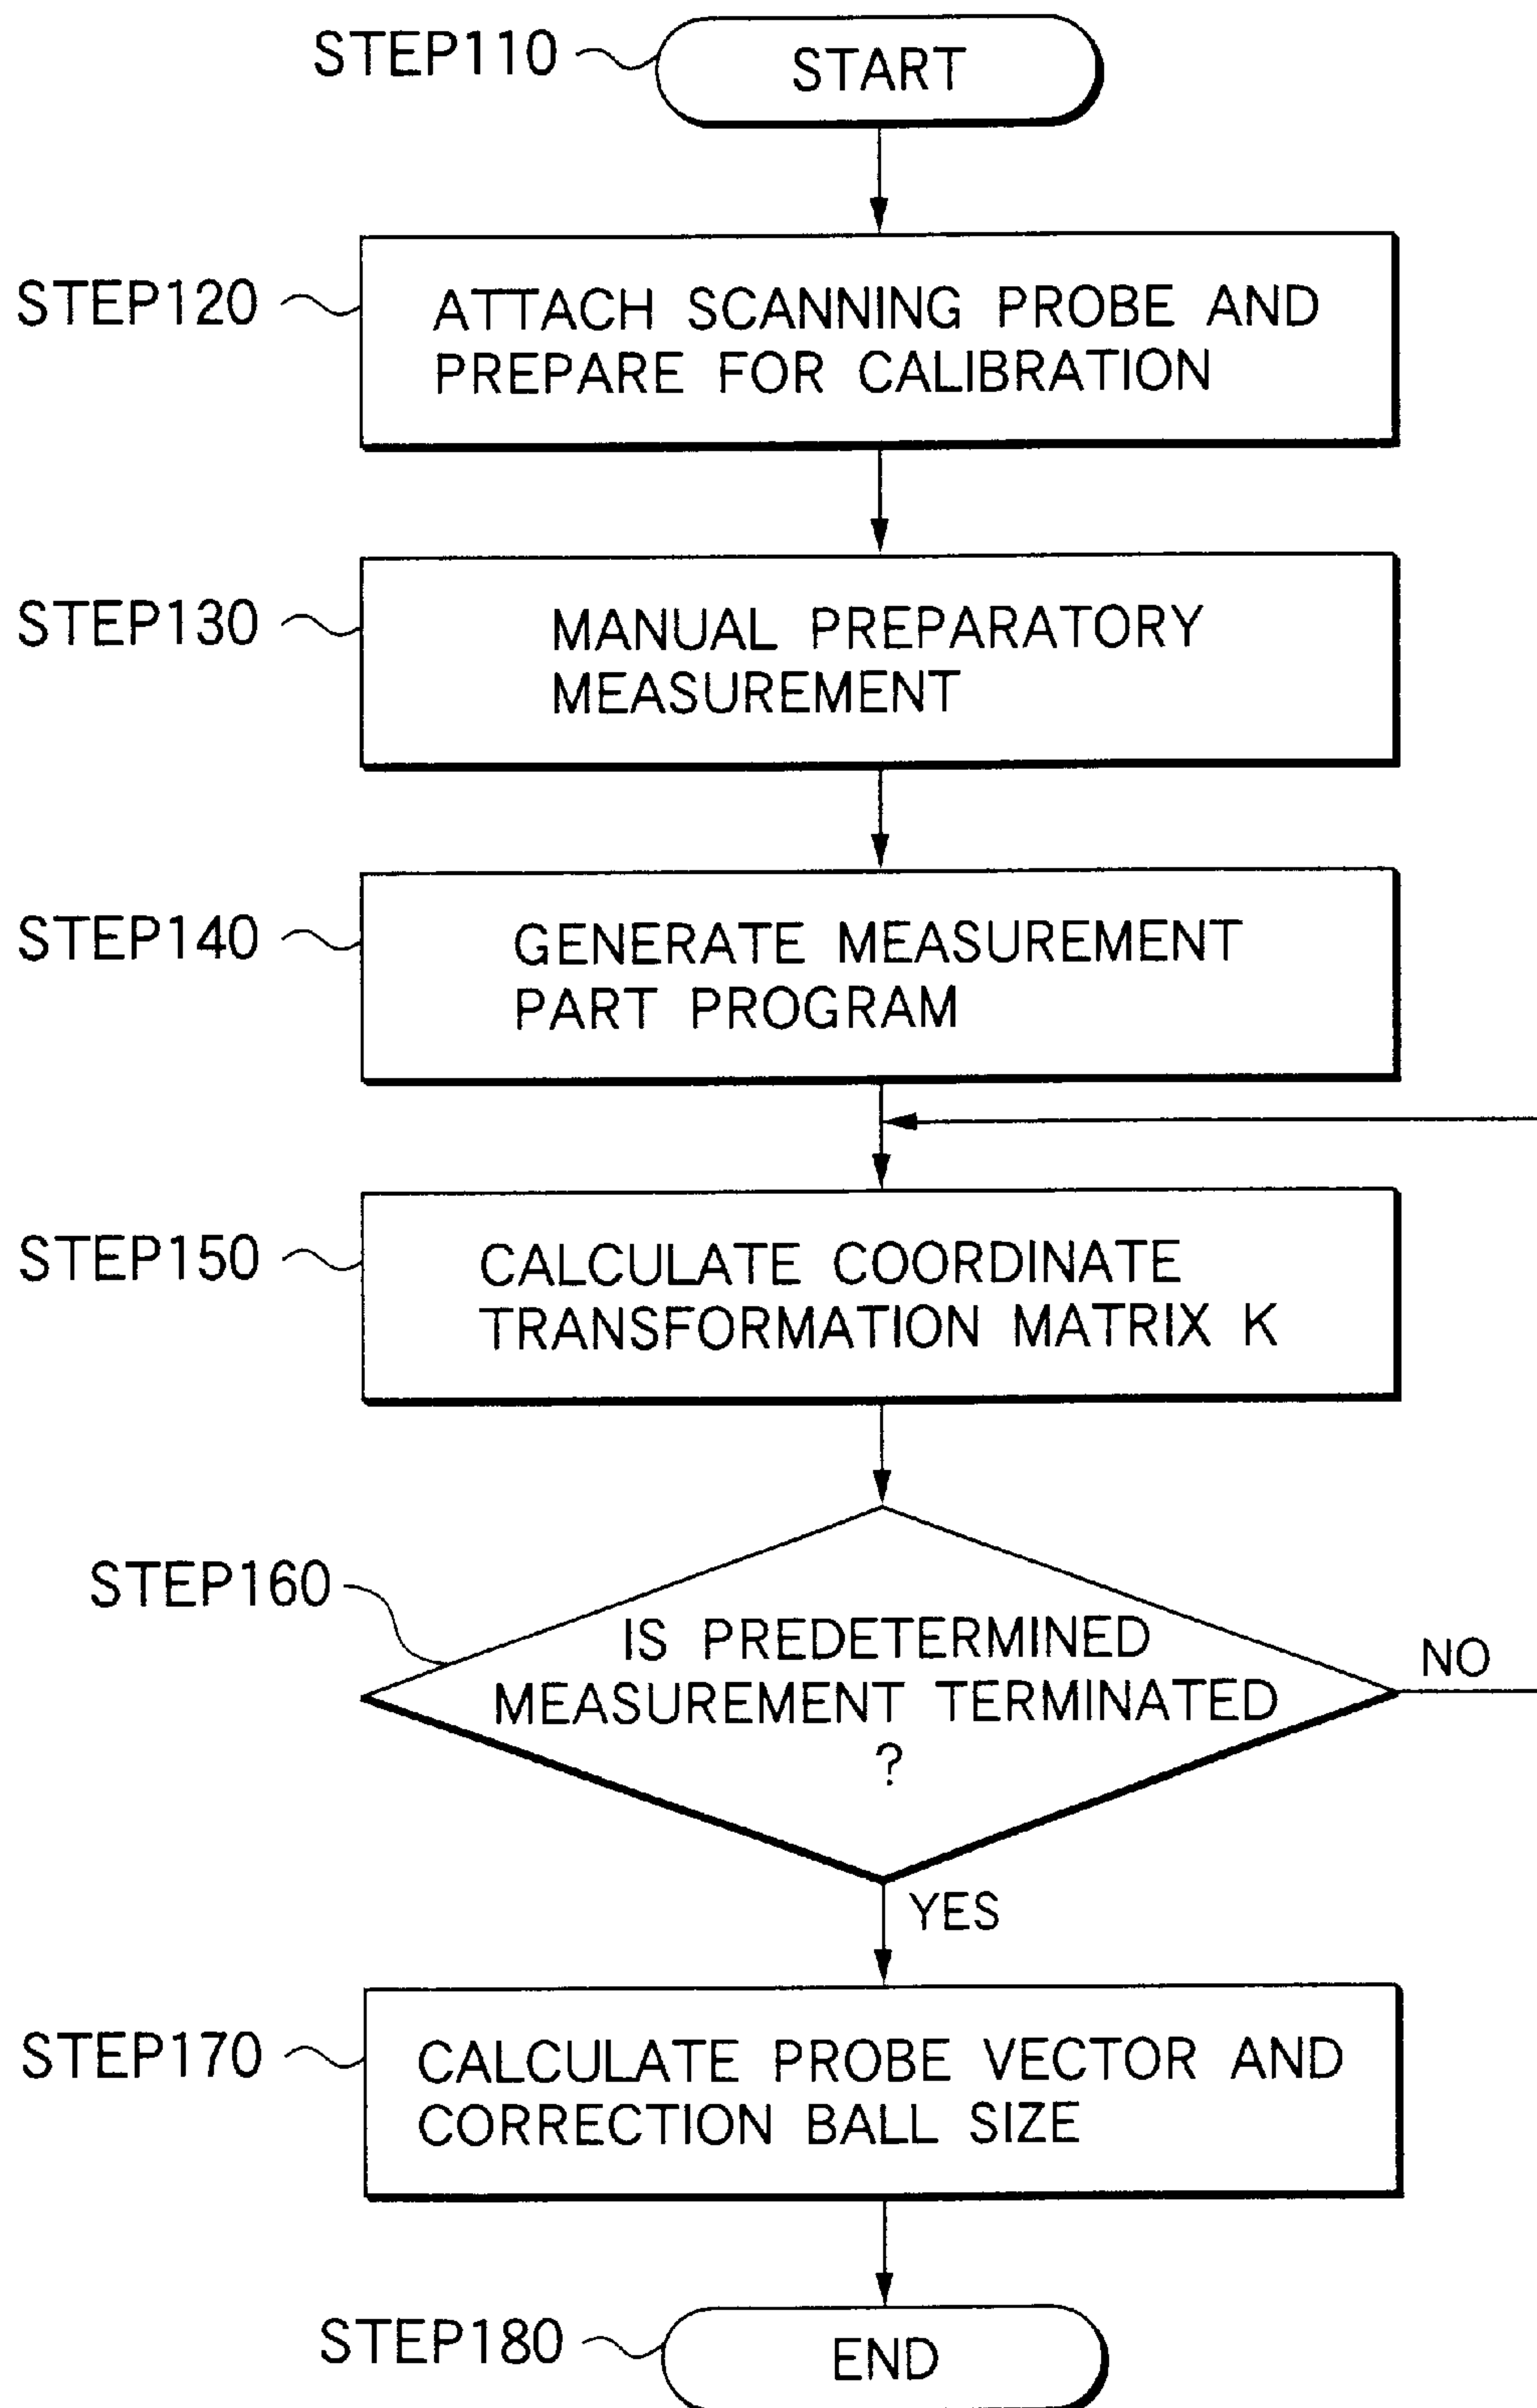 STEP110
START
STEP120
ATTACH SCANNING PROBE AND
PREPARE FOR CALIBRATION
STEP130
MANUAL PREPARATORY
MEASUREMENT
STEP140
GENERATE MEASUREMENT
PART PROGRAM
STEP150
CALCULATE COORDINATE
TRANSFORMATION MATRIX K
STEP160
IS PREDETERMINED
MEASUREMENT TERMINATED
?
NO
YES
STEP170
CALCULATE PROBE VECTOR AND
CORRECTION BALL SIZE
STEP180
END